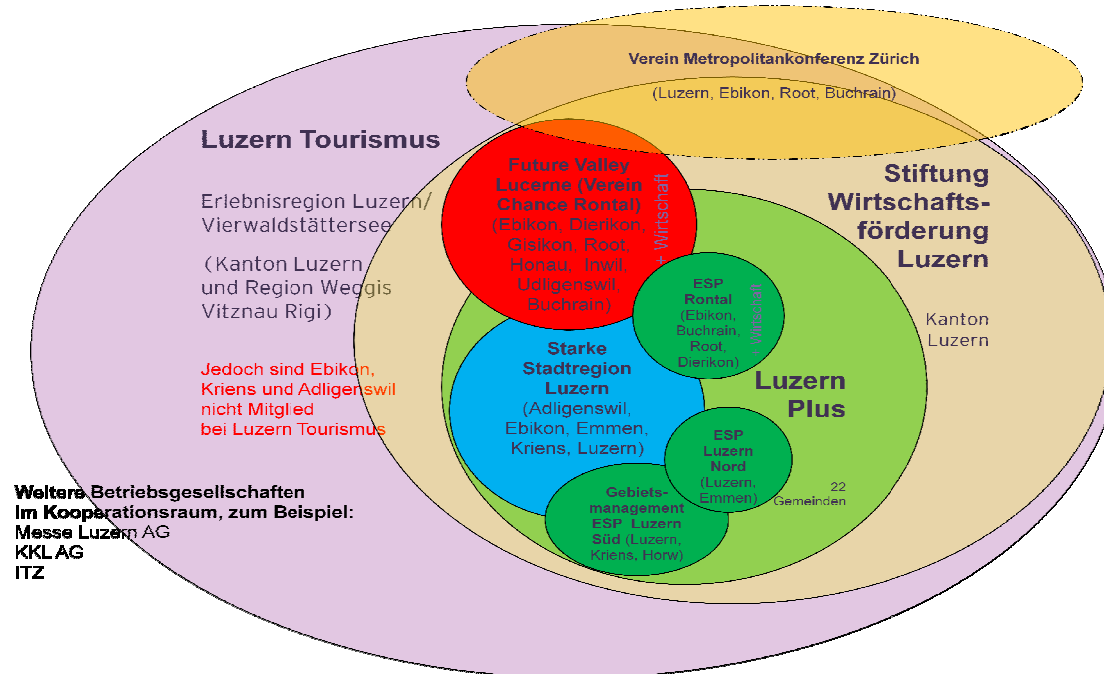 Verein Metropolitankonferenz Zürich
(Luzern, Ebikon, Root, Buchrain)
Luzern Tourismus
Erlebnisregion Luzern/
Vierwaldstättersee
(Kanton Luzern
und Region Weggis
Vitznau Rigi)
Jedoch sind Ebikon,
Kriens und Adligenswil
nicht Mitglied
bei Luzern Tourismus
Future Valley
Lucerne (Verein
Chance Rontal)
(Ebikon, Dierikon,
Gisikon, Root,
Honau, Inwil,
Udligenswil,
Buchrain)
+ Wirtschaft
Stiftung
Wirtschafts-
förderung
Luzern
Kanton
Luzern
ESP
Rontal
(Ebikon,
Buchrain,
Root,
Dierikon)
+ Wirtschaft
Starke
Stadtregion
Luzern
(Adligenswil,
Ebikon, Emmen,
Kriens, Luzern)
Luzern
Plus
22
Gemeinden
ESP
Luzern
Nord
(Luzern,
Emmen)
Gebiets-
management
ESP Luzern
Süd (Luzern,
Kriens, Horw)
Weitere Betriebsgesellschaften
Im Kooperationsraum, zum Beispiel:
Messe Luzern AG
KKL AG
ITZ